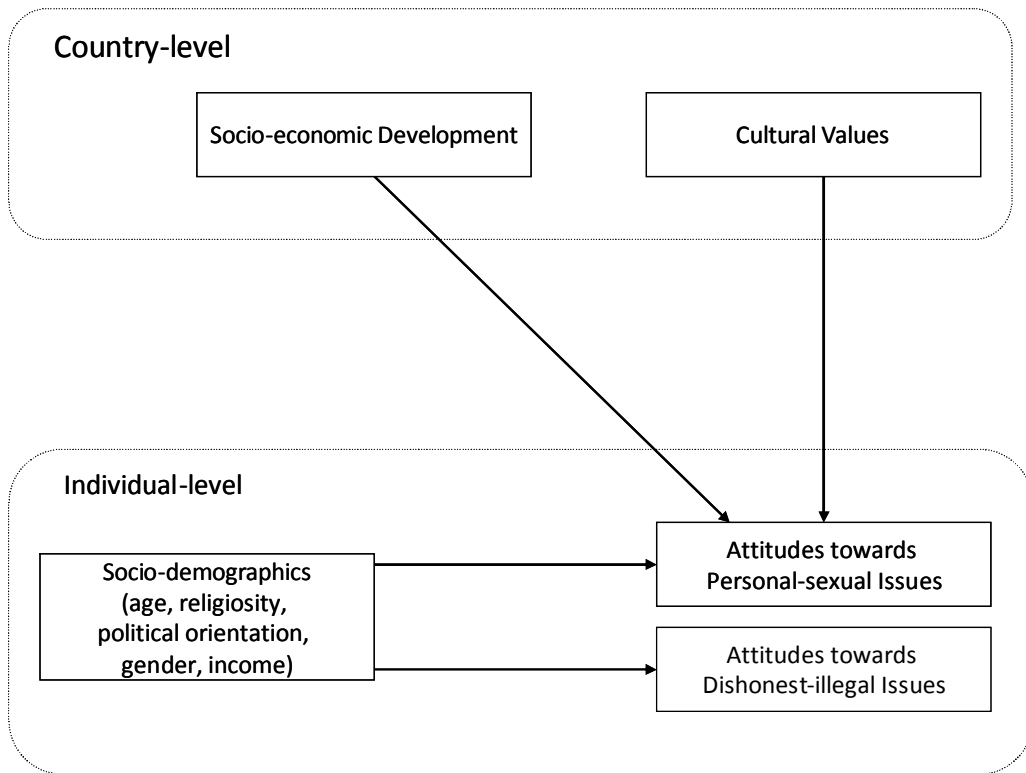 Country-level
Socio-economic Development
Cultural Values
Individual-level
Socio-demographics
(age, religiosity,
political orientation,
gender, income)
Attitudes towards
Personal-sexual Issues
Attitudes towards
Dishonest-illegal Issues